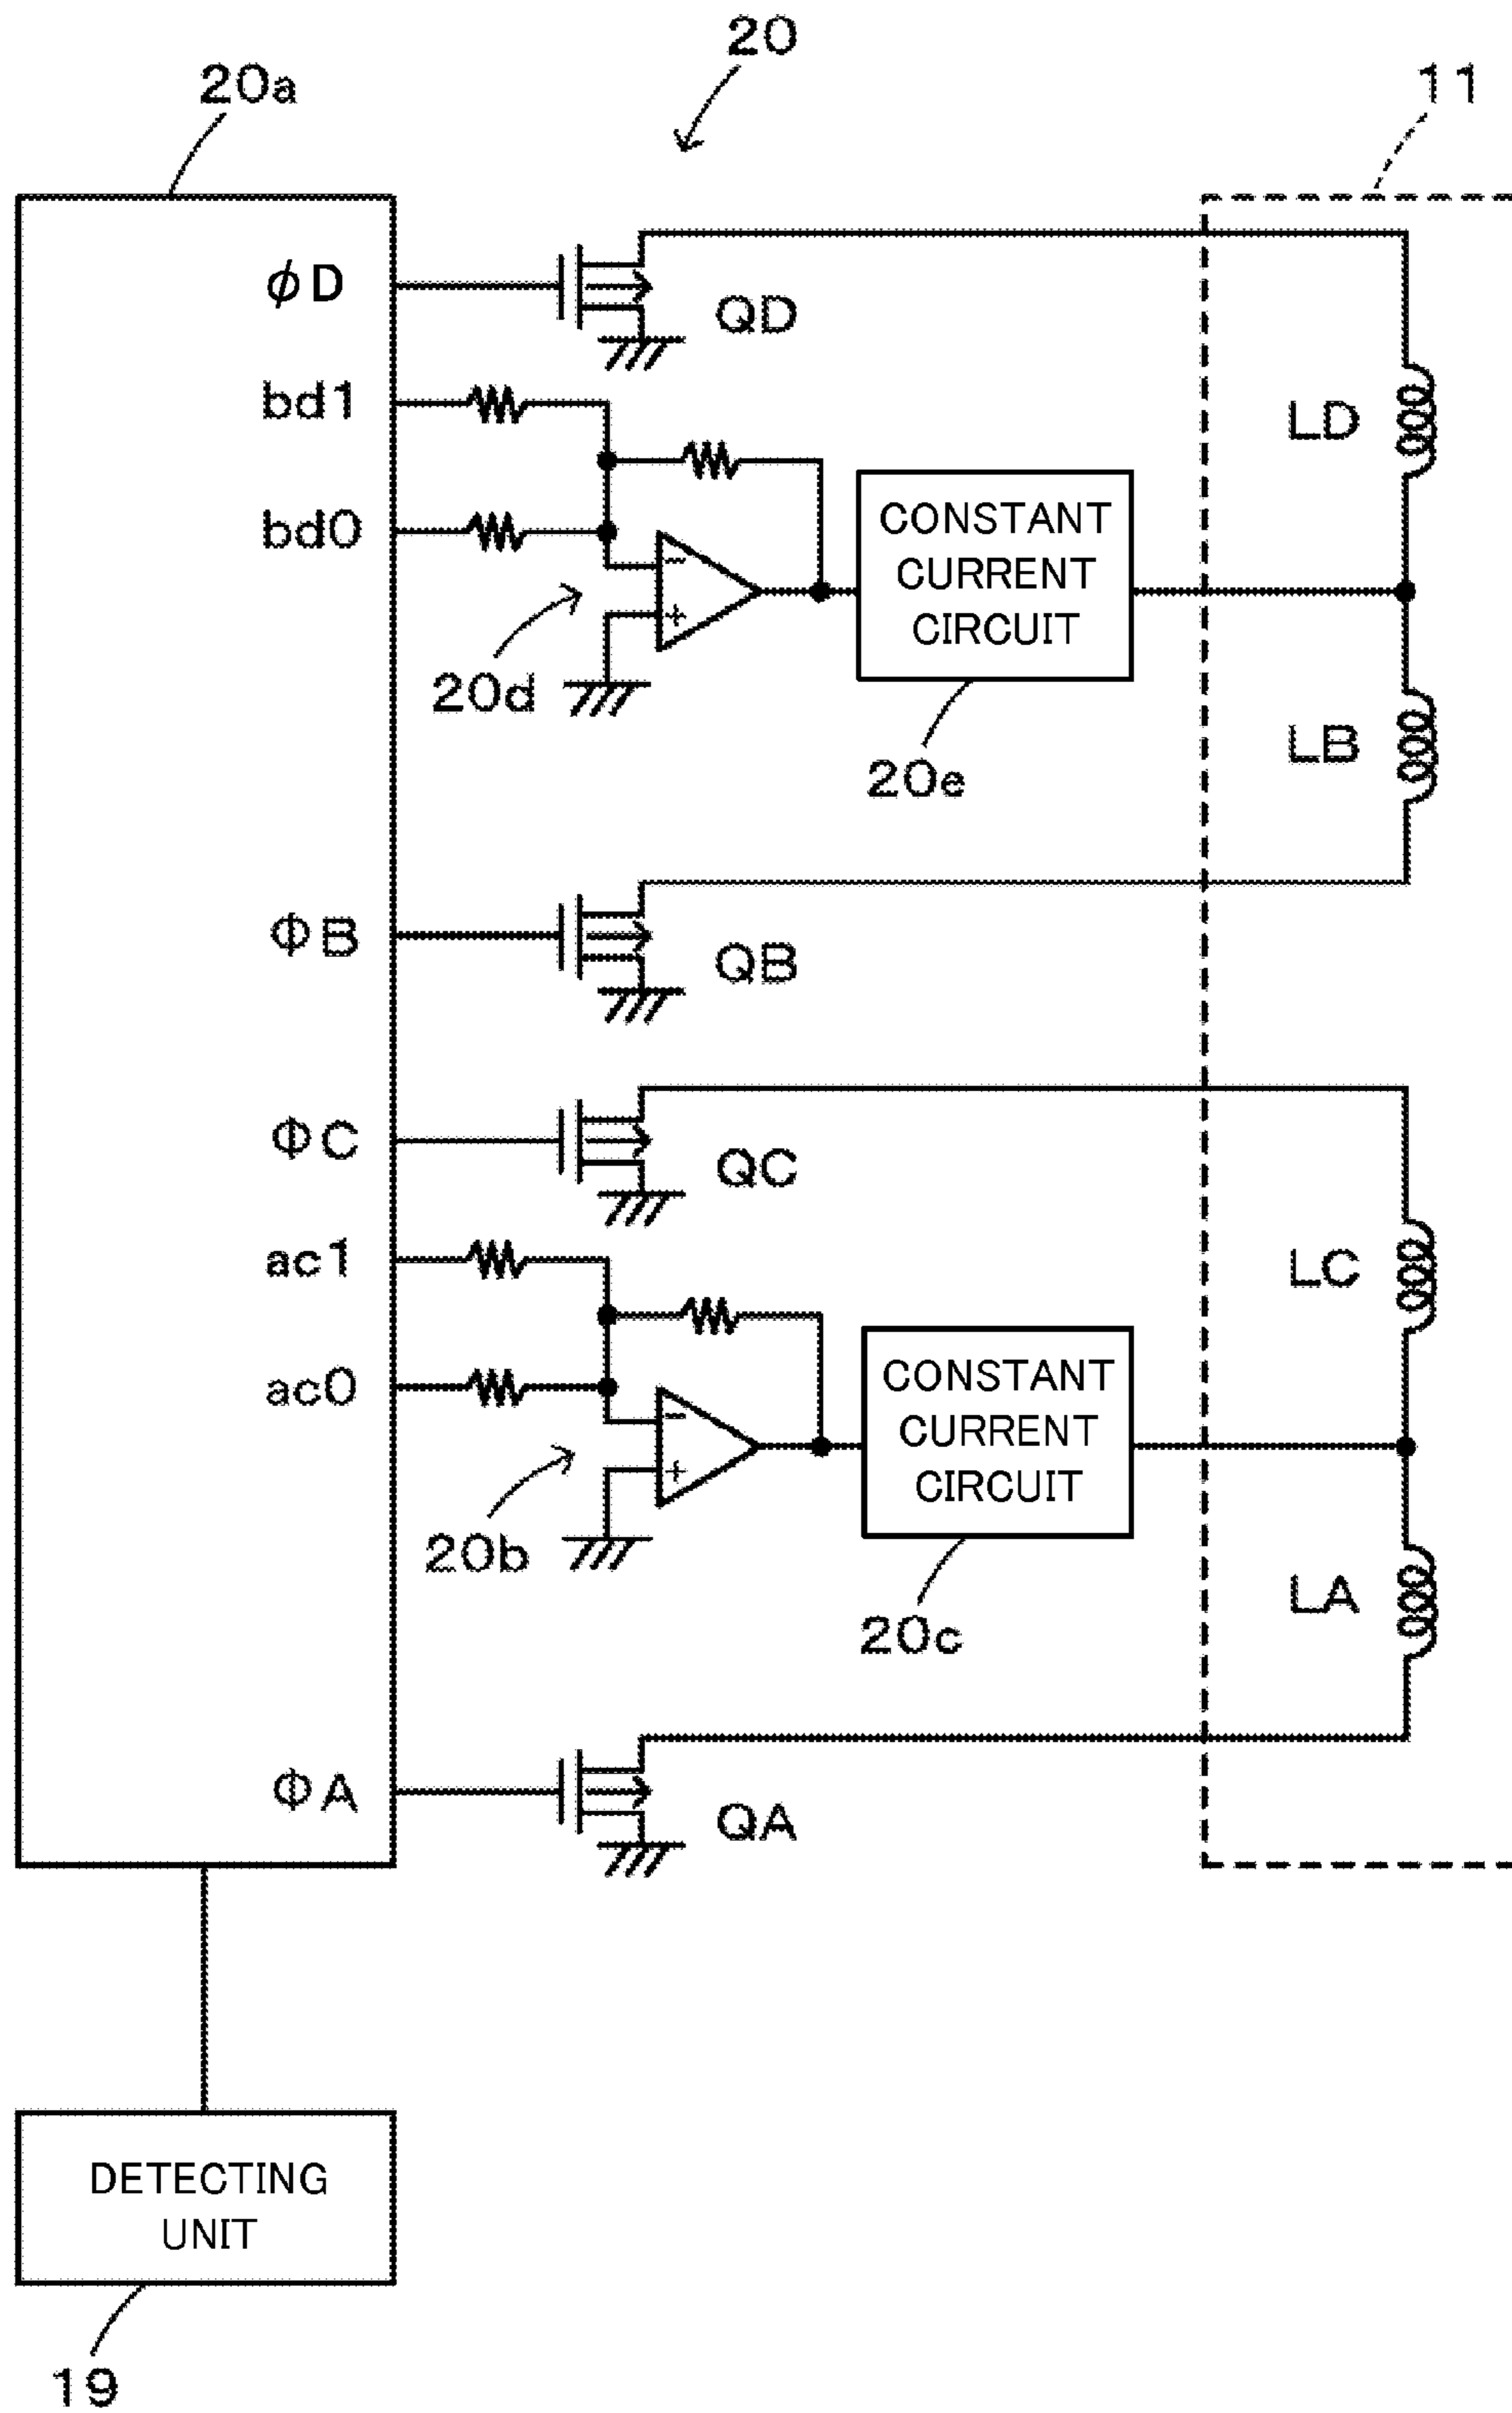 20
20a
11
ϕD
QD
bd1
LD
bd0
CONSTANT
CURRENT
CIRCUIT
-
+
20d
LB
20e
ΦB
QB
ΦC
QC
ac1
LC
ac0
CONSTANT
CURRENT
CIRCUIT
-
+
20b
LA
20c
ΦA
QA
DETECTING
UNIT
19